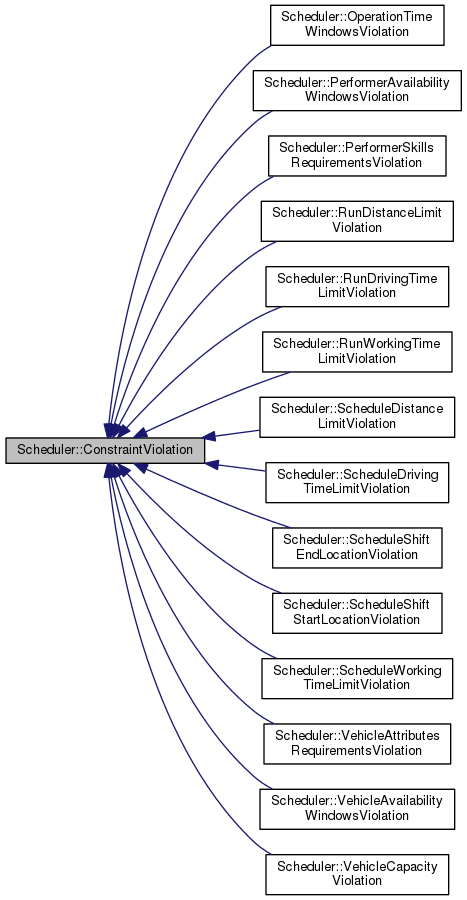 Scheduler::OperationTime
WindowsViolation
Scheduler::PerformerAvailability
WindowsViolation
Scheduler::PerformerSkills
RequirementsViolation
Scheduler::RunDistanceLimit
Violation
Scheduler::RunDrivingTime
LimitViolation
Scheduler::RunWorkingTime
LimitViolation
Scheduler::ScheduleDistance
LimitViolation
Scheduler::ConstraintViolation
Scheduler::ScheduleDriving
TimeLimitViolation
Scheduler::ScheduleShift
EndLocationViolation
Scheduler::ScheduleShift
StartLocationViolation
Scheduler::ScheduleWorking
TimeLimitViolation
Scheduler::VehicleAttributes
RequirementsViolation
Scheduler::VehicleAvailability
WindowsViolation
Scheduler::VehicleCapacity
Violation